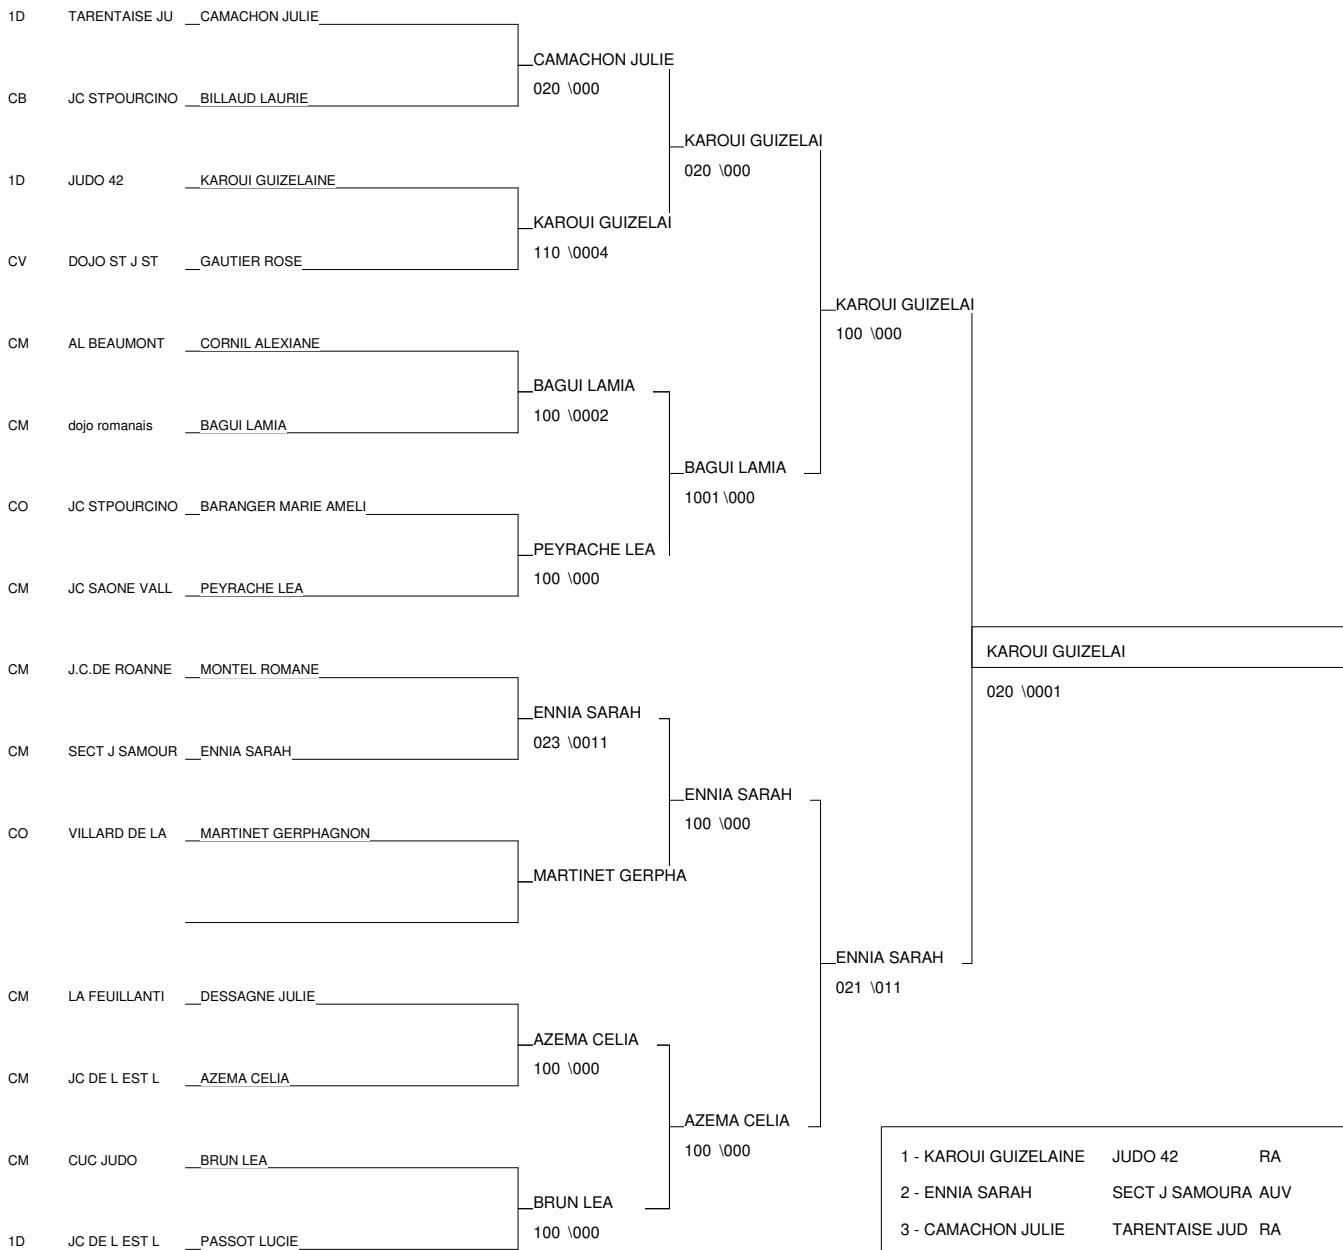 1D TARENTAISE JU CAMACHON JULIE
CAMACHON JULIE
020 \000
CB JC STPOURCINO BILLAUD LAURIE
KAROUI GUIZELAI
020 \000
1D JUDO 42 KAROUI GUIZELAINE
KAROUI GUIZELAI
110 \0004
CV DOJO ST J ST GAUTIER ROSE
KAROUI GUIZELAI
100 \000
CM AL BEAUMONT CORNIL ALEXIANE
BAGUI LAMIA
100 \0002
CM dojo romanais BAGUI LAMIA
BAGUI LAMIA
1001 \000
CO JC STPOURCINO BARANGER MARIE AMELI
PEYRACHE LEA
100 \000
CM JC SAONE VALL PEYRACHE LEA
KAROUI GUIZELAI
020 \0001
CM J.C.DE ROANNE MONTEL ROMANE
ENNIA SARAH
023 \0011
CM SECT J SAMOUR ENNIA SARAH
ENNIA SARAH
100 \000
CO VILLARD DE LA MARTINET GERPHAGNON
MARTINET GERPHA
ENNIA SARAH
021 \011
CM LA FEUILLANTI DESSAGNE JULIE
AZEMA CELIA
100 \000
CM JC DE L EST L AZEMA CELIA
AZEMA CELIA
100 \000
CM CUC JUDO BRUN LEA
BRUN LEA
100 \000
1D JC DE L EST L PASSOT LUCIE
1 - KAROUI GUIZELAINE JUDO 42 RA
2 - ENNIA SARAH SECT J SAMOURA AUV
3 - CAMACHON JULIE TARENTAISE JUD RA